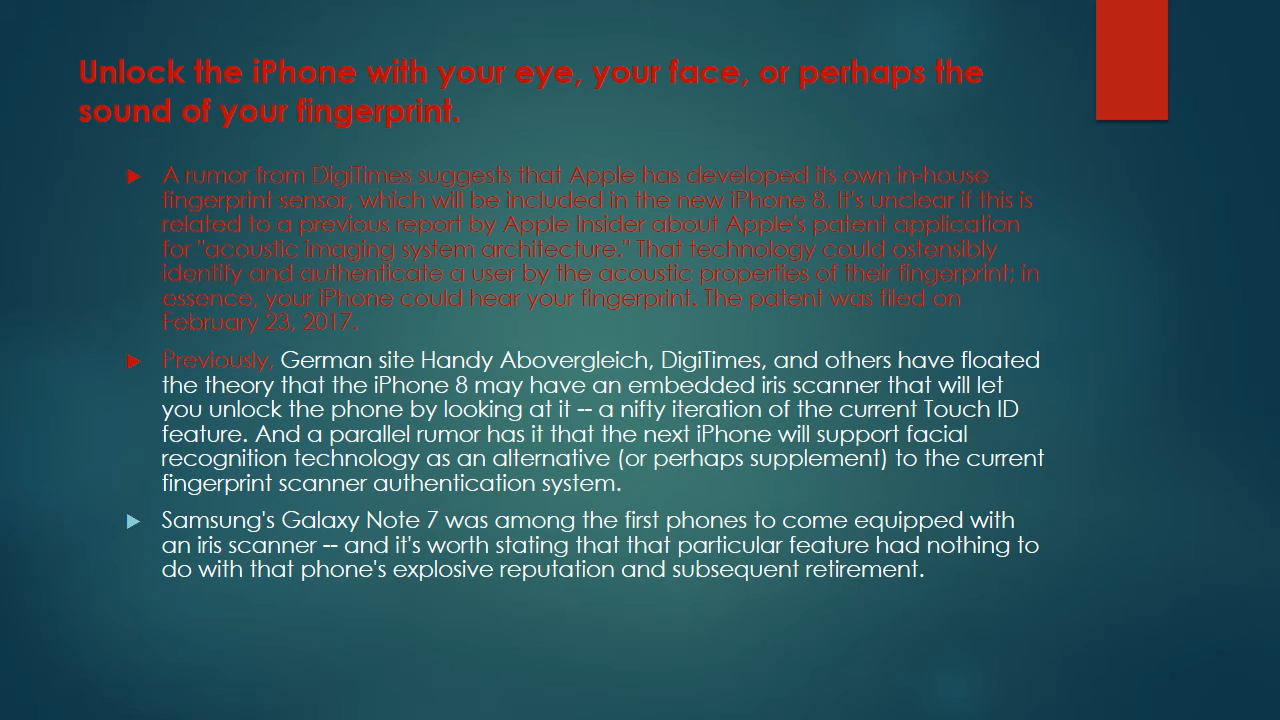 Unlock the iPhone with your eye, your face, or perhaps the
sound of your fingerprint.
A rumor from DigiTimes suggests that Apple has developed its own in-house
fingerprint sensor, which will be included in the new iPhone 8. It's unclear if this is
related to a previous report by Apple Insider about Apple's patent application
for "acoustic imaging system architecture." That technology could ostensibly
identify and authenticate a user by the acoustic properties of their fingerprint; in
essence, your iPhone could hear your fingerprint. The patent was filed on
February 23, 2017.
Previously, German site Handy Abovergleich, DigiTimes, and others have floated
the theory that the iPhone 8 may have an embedded iris scanner that will let
you unlock the phone by looking at it -- a nifty iteration of the current Touch ID
feature. And a parallel rumor has it that the next iPhone will support facial
recognition technology as an alternative (or perhaps supplement) to the current
fingerprint scanner authentication system.
Samsung's Galaxy Note 7 was among the first phones to come equipped with
an iris scanner -- and it's worth stating that that particular feature had nothing to
do with that phone's explosive reputation and subsequent retirement.